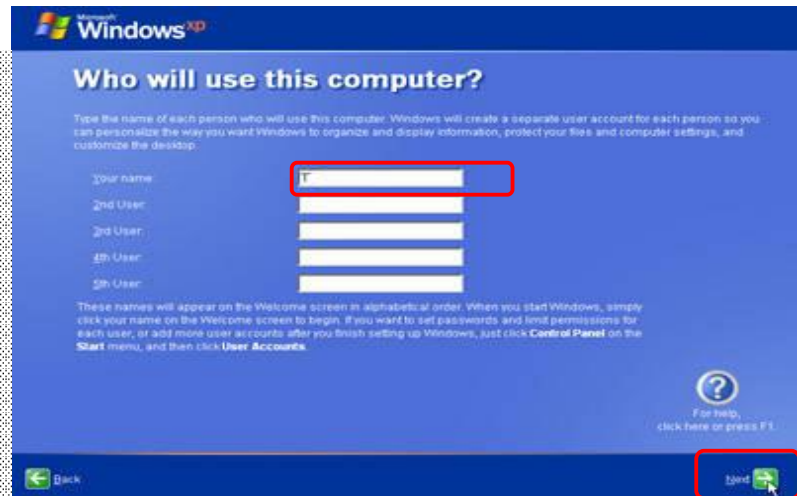 Microsoft
Windows xp
Who will use this computer?
Type the name of each person who will use this computer. Windows will create a separate user account for each person so you
can personalize the way you want Windows to organize and display information, protect your files and computer settings, and
customize the desktop.
Your name:
T
2nd User:
3rd User:
4th User:
5th User:
These names will appear on the Welcome screen in alphabetical order. When you start Windows, simply
click your name on the Welcome screen to begin. If you want to set passwords and limit permissions for
each user, or add more user accounts after you finish setting up Windows, just click Control Panel on the
Start menu, and then click User Accounts.
For help,
click here or press F1.
Back
Next